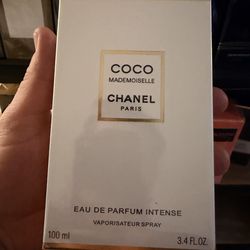 COCO
MADEMOISELLE
CHANEL
PARIS
EAU DE PARFUM INTENSE
VAPORISATEUR SPRAY
100 ml 3.4 FL.OZ.